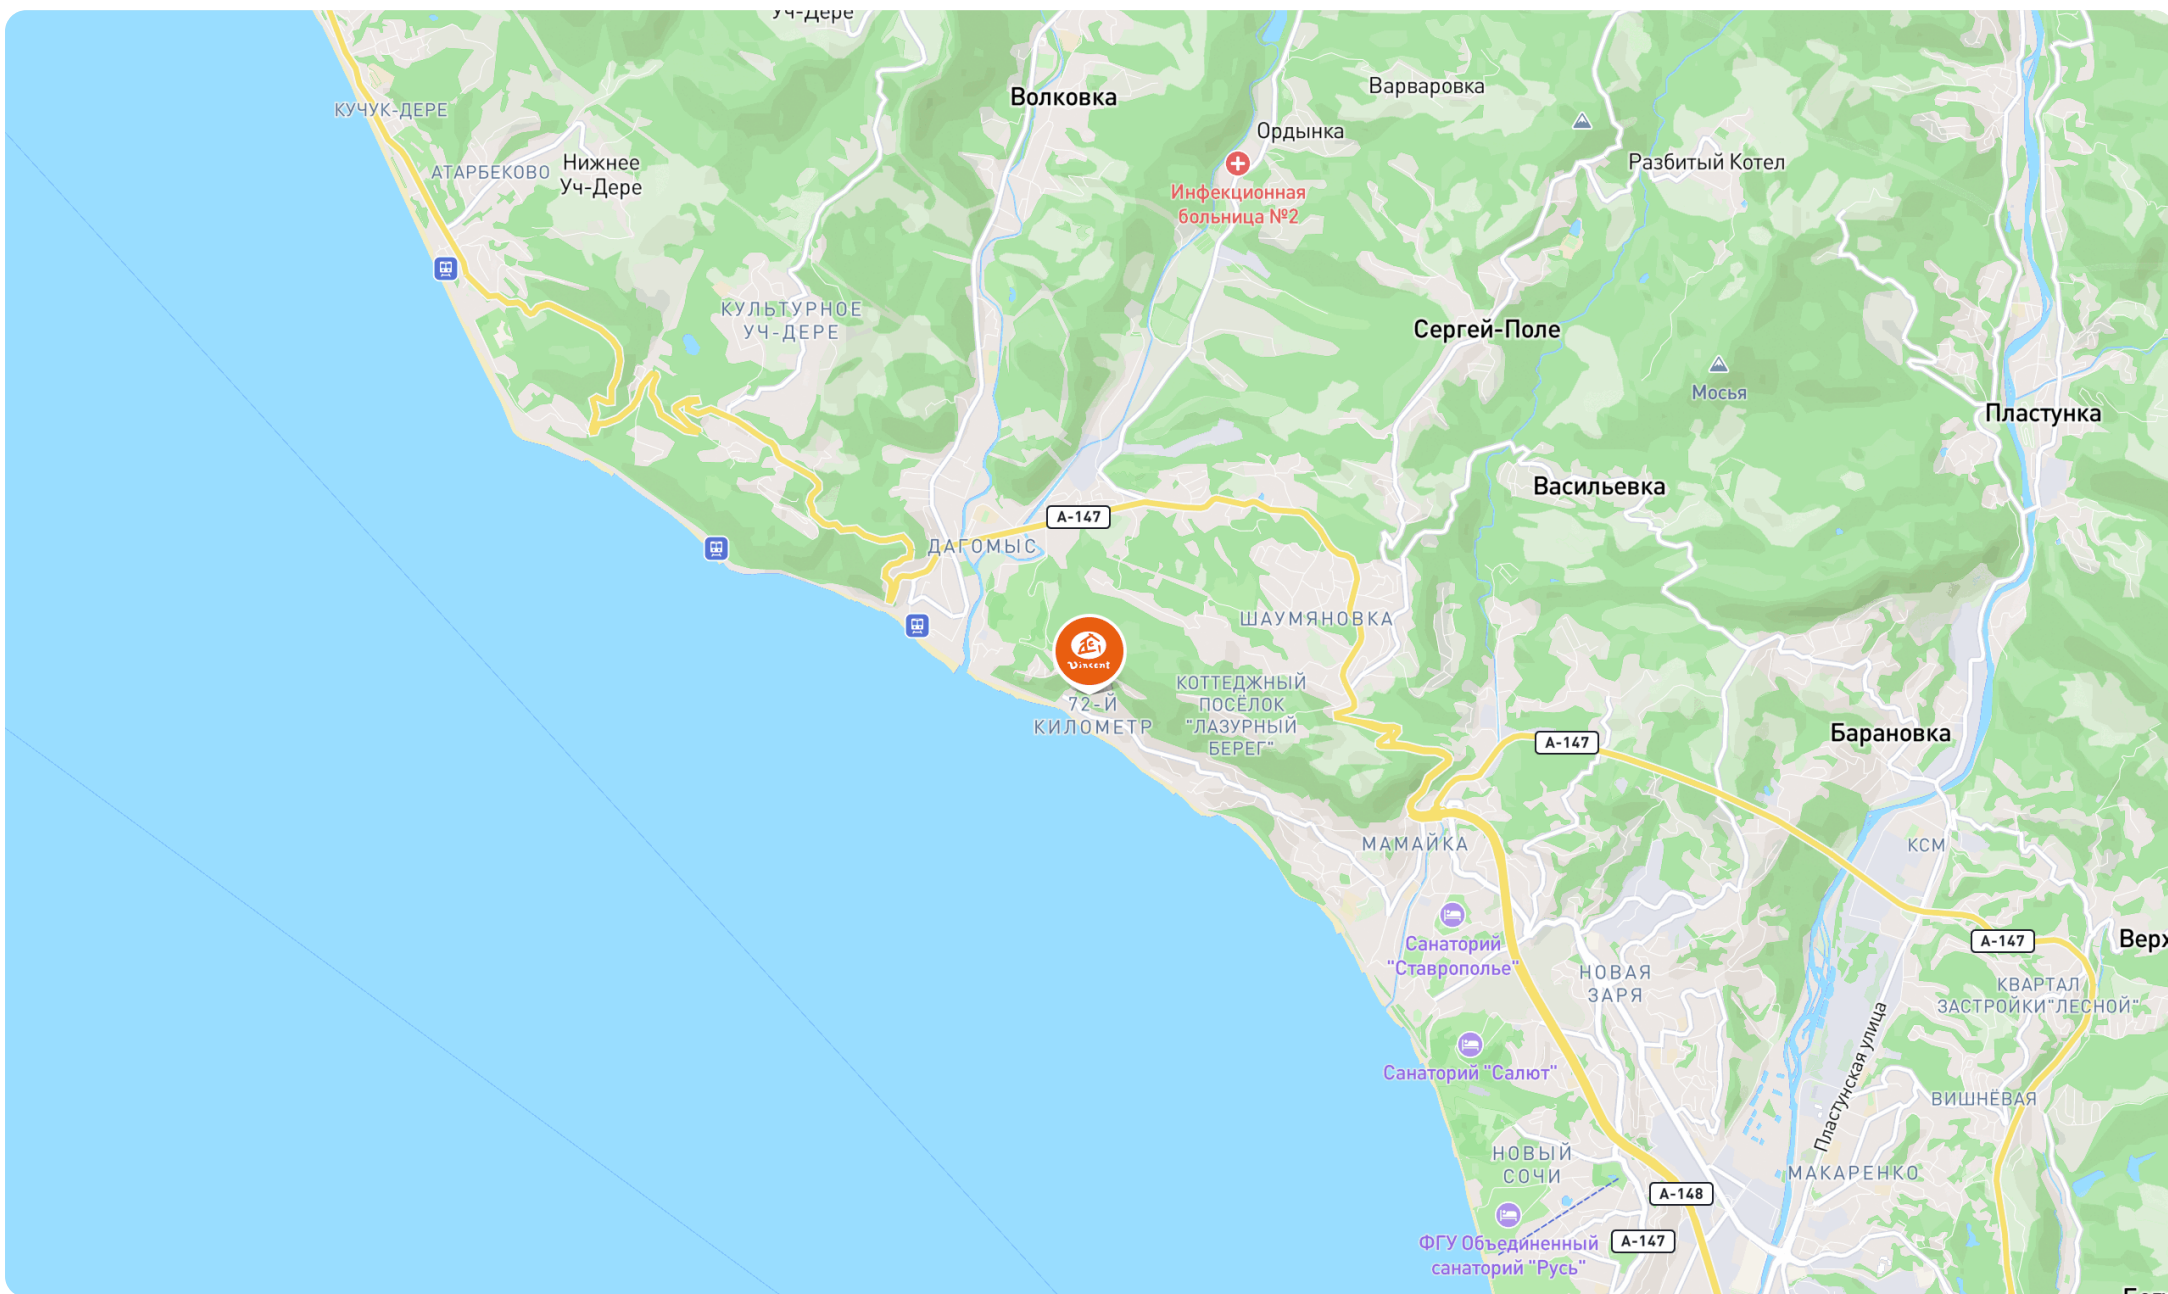 Уч-Дере
Волковка
Варваровка
КУЧУК-ДЕРЕ
Ордынка
АТАРБЕКОВО
Нижнее
Уч-Дере
Разбитый Котел
Инфекционная
больница №2
КУЛЬТУРНОЕ
УЧ-ДЕРЕ
Сергей-Поле
Мосья
Пластунка
Васильевка
А-147
ДАГОМЫС
ШАУМЯНОВКА
Vincent
72-Й
КИЛОМЕТР
КОТТЕДЖНЫЙ
ПОСЁЛОК
"ЛАЗУРНЫЙ
БЕРЕГ"
А-147
Барановка
МАМАЙКА
КСМ
Санаторий
"Ставрополье"
А-147
Верх
НОВАЯ
ЗАРЯ
КВАРТАЛ
ЗАСТРОЙКИ"ЛЕСНОЙ"
Пластунская улица
Санаторий "Салют"
ВИШНЁВАЯ
НОВЫЙ
СОЧИ
МАКАРЕНКО
А-148
А-147
ФГУ Объединенный
санаторий "Русь"